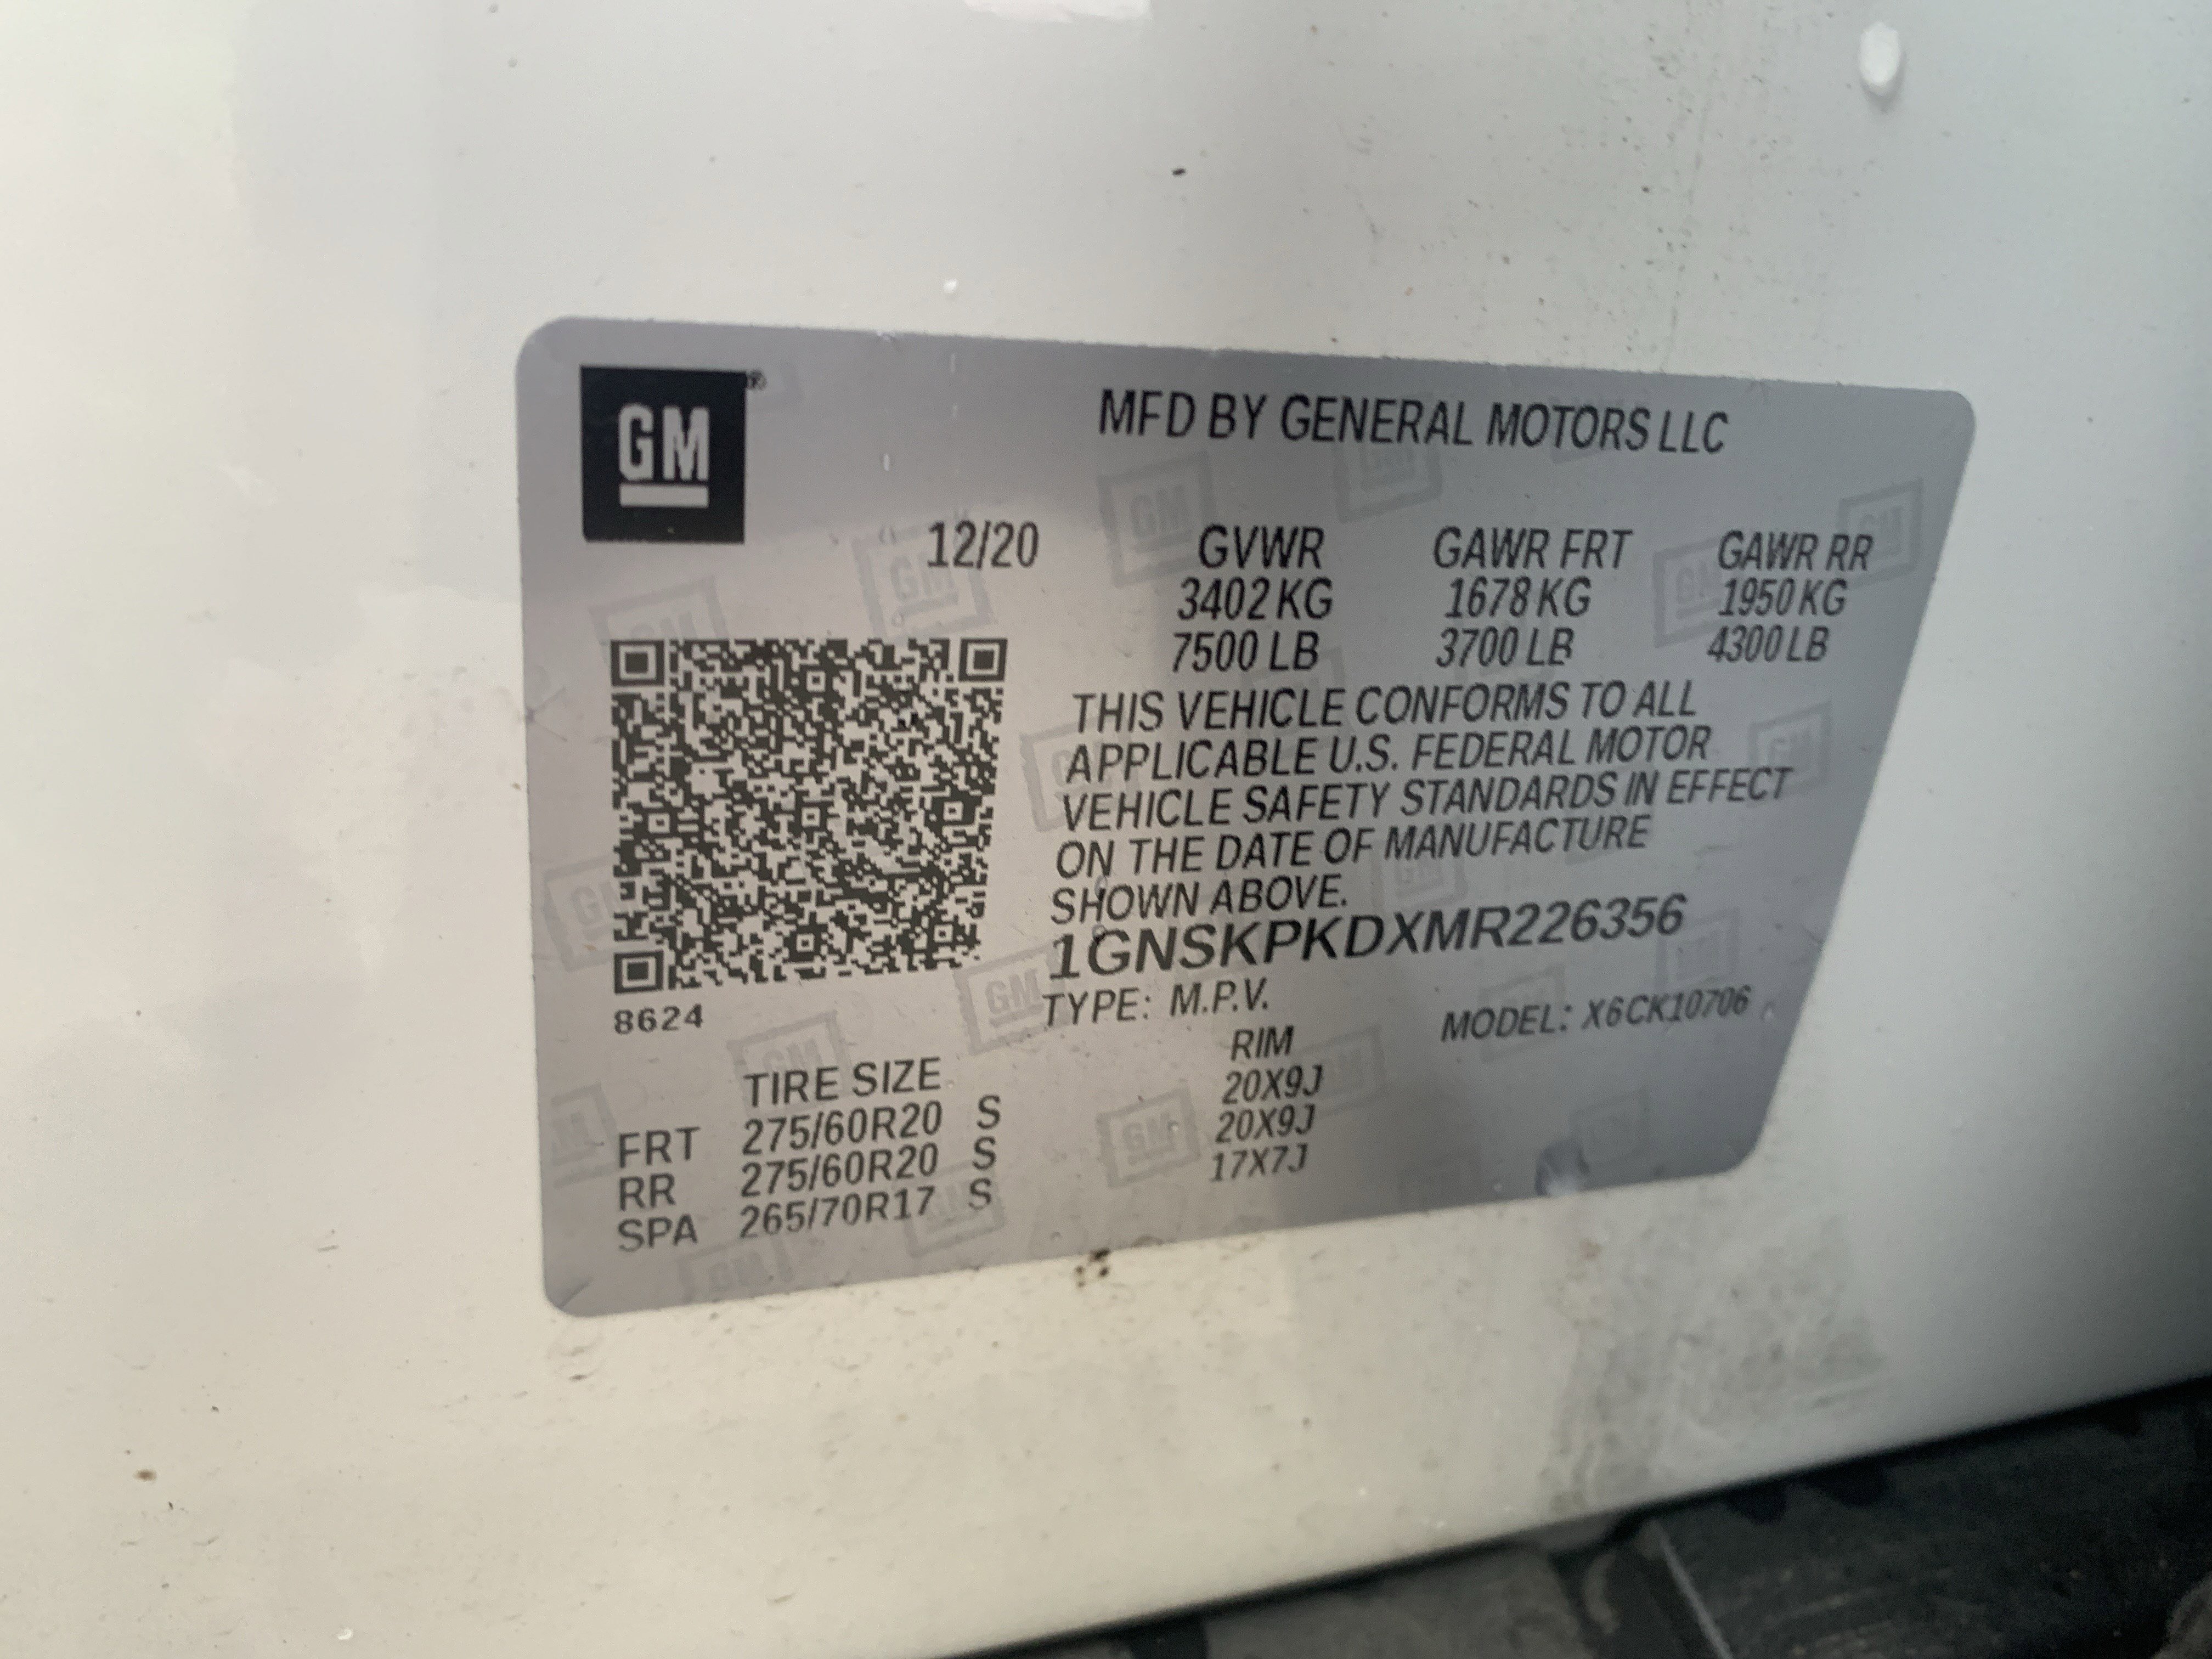 GM®
MFD BY GENERAL MOTORS LLC
12/20 GVWR GAWR FRT GAWR RR
3402 KG 1678 KG 1950 KG
7500 LB 3700 LB 4300 LB
THIS VEHICLE CONFORMS TO ALL
APPLICABLE U.S. FEDERAL MOTOR
VEHICLE SAFETY STANDARDS IN EFFECT
ON THE DATE OF MANUFACTURE
SHOWN ABOVE.
1GNSKPKDXMR226356
TYPE: M.P.V. MODEL: X6CK10706
8624
TIRE SIZE RIM
FRT 275/60R20 S 20X9J
RR 275/60R20 S 20X9J
SPA 265/70R17 S 17X7J